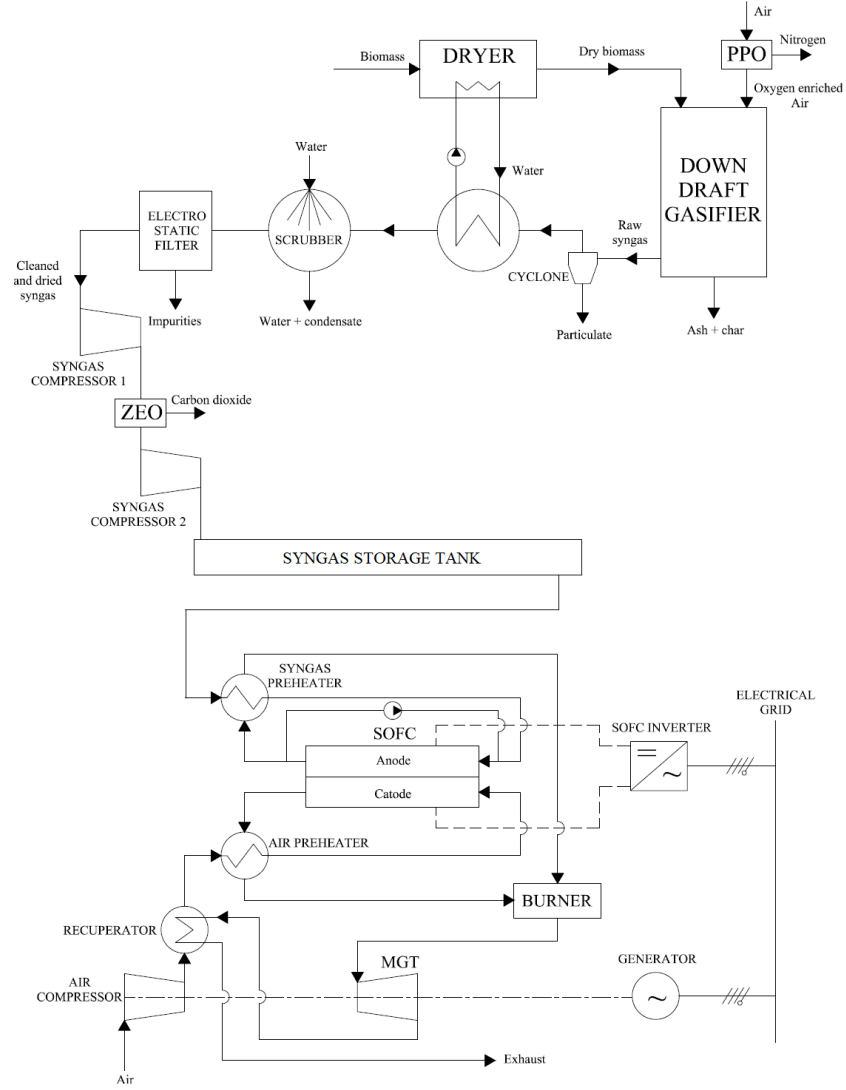 Air
Biomass
DRYER
Dry biomass
PPO
Nitrogen
Oxygen enriched
Air
Water
Water
DOWN
DRAFT
GASIFIER
ELECTRO
STATIC
FILTER
SCRUBBER
Raw
syngas
CYCLONE
Cleaned
and dried
syngas
Impurities
Water + condensate
Particulate
Ash + char
SYNGAS
COMPRESSOR 1
ZEO
Carbon dioxide
SYNGAS
COMPRESSOR 2
SYNGAS STORAGE TANK
SYNGAS
PREHEATER
ELECTRICAL
GRID
SOFC
SOFC INVERTER
Anode
Catode
AIR PREHEATER
BURNER
RECUPERATOR
MGT
GENERATOR
AIR
COMPRESSOR
Exhaust
Air